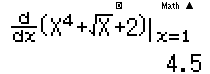 D Math ▲
d/dx(X⁴+√X+2)|x=1
4.5